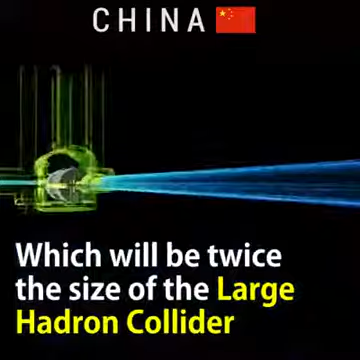 CHINA
Which will be twice
the size of the Large
Hadron Collider